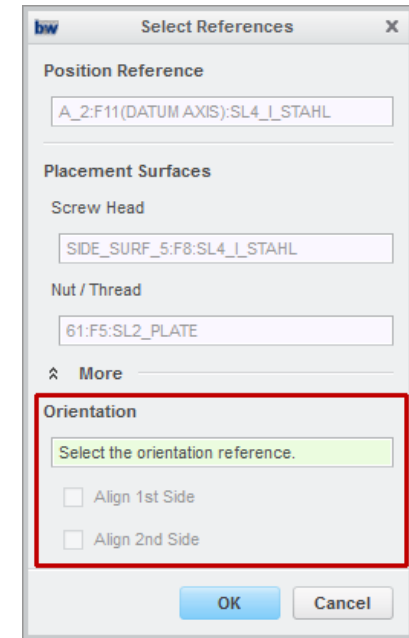 bw Select References X
Position Reference
A_2:F11(DATUM AXIS):SL4_I_STAHL
Placement Surfaces
Screw Head
SIDE_SURF_5:F8:SL4_I_STAHL
Nut / Thread
61:F5:SL2_PLATE
More
Orientation
Select the orientation reference.
Align 1st Side
Align 2nd Side
OK Cancel